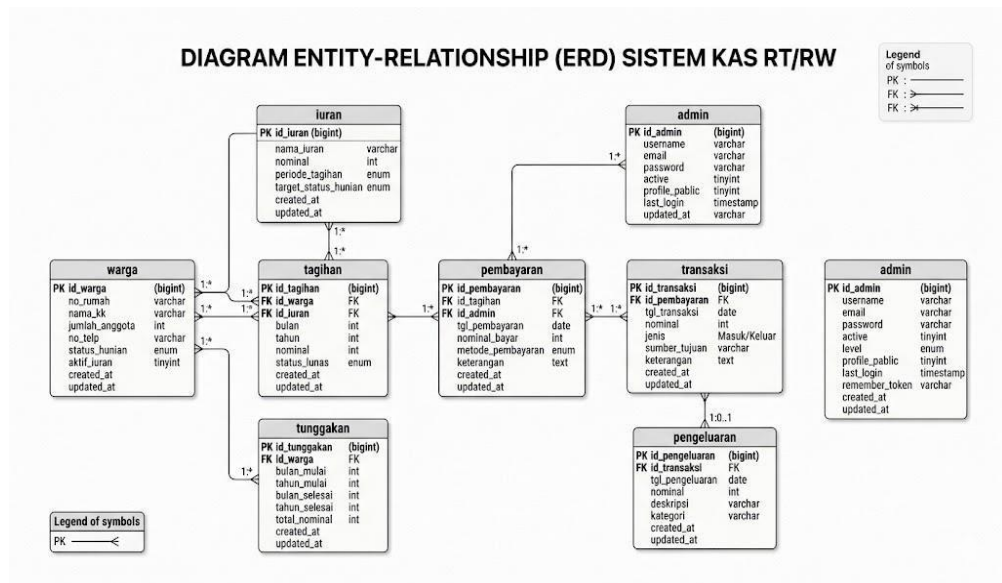 DIAGRAM ENTITY-RELATIONSHIP (ERD) SISTEM KAS RT/RW
Legend
of symbols
PK :
FK :
FK :
iuran
PK id_iuran (bigint)
nama_iuran varchar
nominal int
periode_tagihan enum
target_status_hunian enum
created_at
updated_at
admin
PK id_admin (bigint)
username varchar
email varchar
password varchar
active tinyint
profile_pablic tinyint
last_login timestamp
updated_at varchar
1:*
1:*
1:*
1:*
warga
PK id_warga (bigint)
no_rumah varchar
nama_kk varchar
jumlah_anggota int
no_telp varchar
status_hunian enum
aktif_iuran tinyint
created_at
updated_at
1:*
1:*
1:*
1:*
1:*
tagihan
PK id_tagihan (bigint)
FK id_warga FK
FK id_iuran FK
bulan int
tahun int
nominal int
status_lunas enum
created_at
updated_at
1:*
pembayaran
PK id_pembayaran (bigint)
FK id_tagihan FK
FK id_admin FK
tgl_pembayaran date
nominal_bayar int
metode_pembayaran enum
keterangan text
created_at
updated_at
1:* 1:*
transaksi
PK id_transaksi (bigint)
FK id_pembayaran FK
tgl_transaksi date
nominal int
jenis Masuk/Keluar
sumber_tujuan varchar
keterangan text
created_at
updated_at
admin
PK id_admin (bigint)
username varchar
email varchar
password varchar
active tinyint
level enum
profile_pablic tinyint
last_login timestamp
remember_token varchar
created_at
updated_at
1:0..1
1:*
tunggakan
PK id_tunggakan (bigint)
FK id_warga FK
bulan_mulai int
tahun_mulai int
bulan_selesai int
tahun_selesai int
total_nominal int
created_at
updated_at
pengeluaran
PK id_pengeluaran (bigint)
FK id_transaksi FK
tgl_pengeluaran date
nominal int
deskripsi varchar
kategori varchar
created_at
updated_at
Legend of symbols
PK